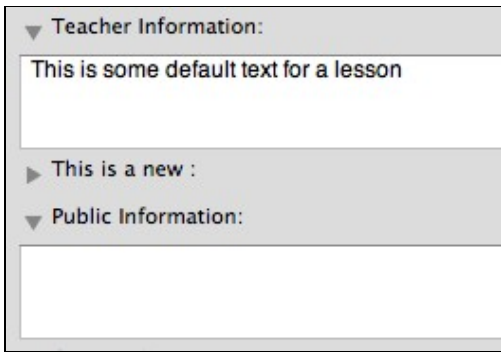 Teacher Information:
This is some default text for a lesson
This is a new :
Public Information: